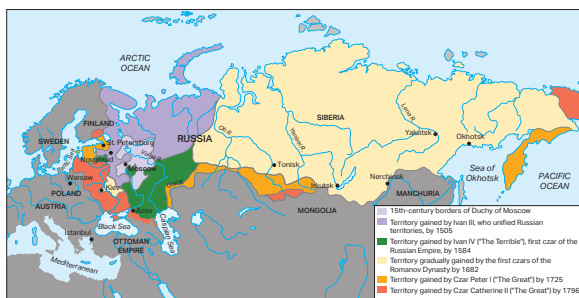 ARCTIC
OCEAN
FINLAND
SWEDEN
St. Petersburg
RUSSIA
SIBERIA
Ob R.
Yenisei R.
Lena R.
Yakutsk
Okhotsk
Baltic Sea
Novgorod
Volga R.
Moscow
Tomisk
Sea of
Okhotsk
PACIFIC
OCEAN
Warsaw
POLAND
Kiev
Ural R.
Irkutsk
Nerchinsk
MANCHURIA
AUSTRIA
Azov
MONGOLIA
Black Sea
Caspian Sea
Istanbul
OTTOMAN
EMPIRE
Mediterranean
15th-century borders of Duchy of Moscow
Territory gained by Ivan III, who unified Russian
territories, by 1505
Territory gained by Ivan IV ("The Terrible"), first czar of the
Russian Empire, by 1584
Territory gradually gained by the first czars of the
Romanov Dynasty by 1682
Territory gained by Czar Peter I ("The Great") by 1725
Territory gained by Czar Catherine II ("The Great") by 1796